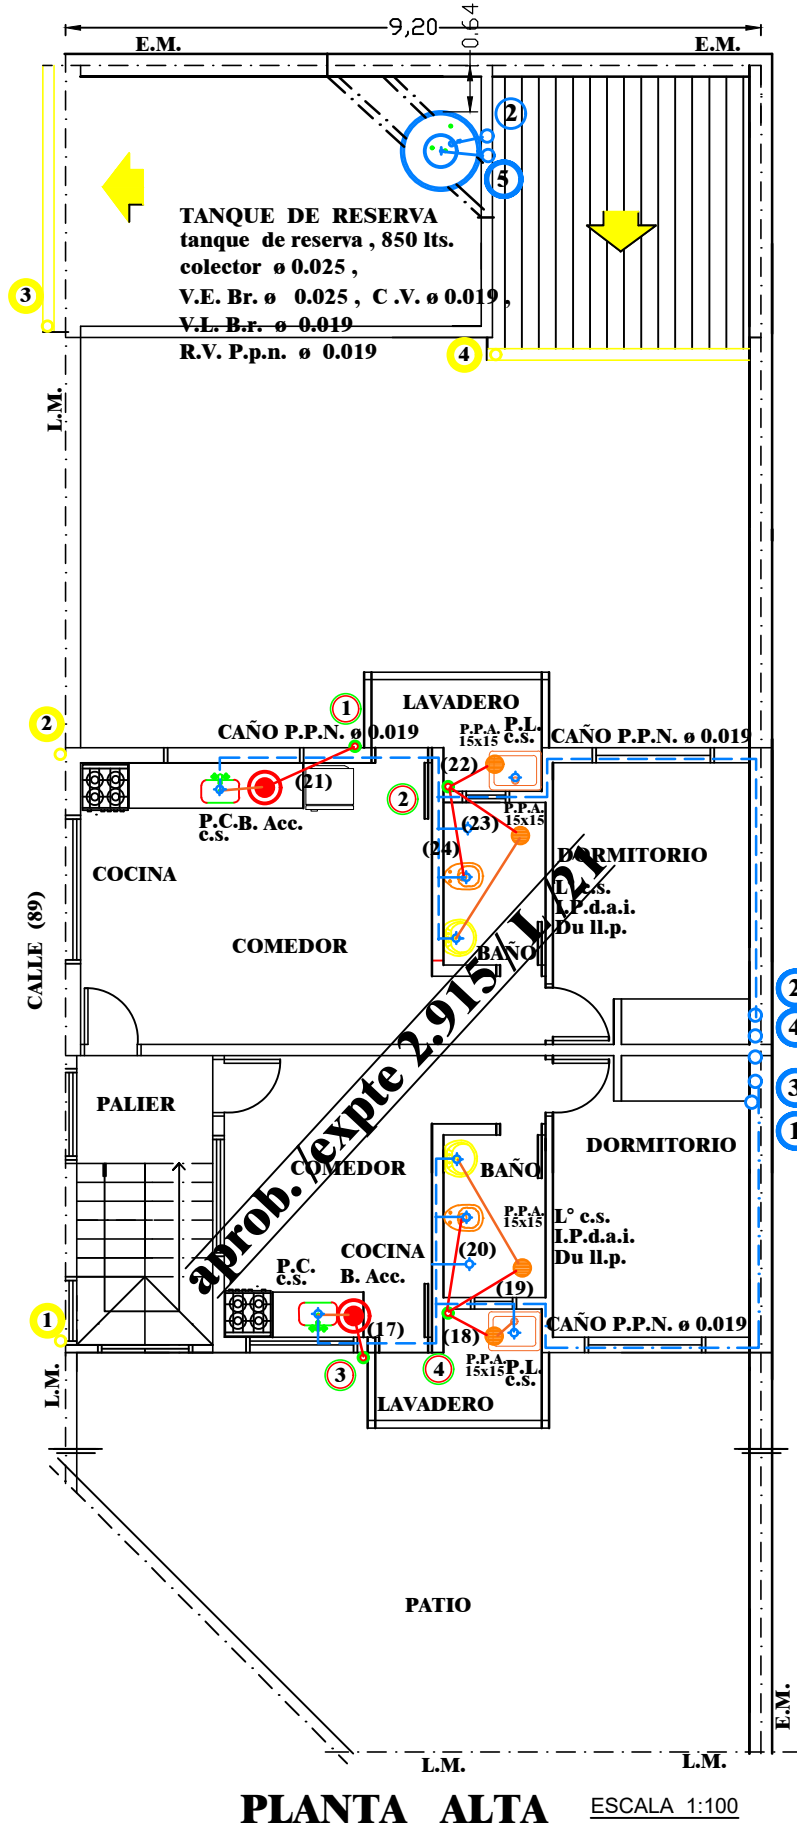 9,20
0.64
E.M.
E.M.
2
5
TANQUE DE RESERVA
tanque de reserva , 850 lts.
colector ø 0.025 ,
V.E. Br. ø 0.025 , C .V. ø 0.019 ,
V.L. B.r. ø 0.019
R.V. P.p.n. ø 0.019
3
4
L.M.
LAVADERO
1
2
CAÑO P.P.N. ø 0.019
P.P.A.
15x15
P.L.
c.s.
CAÑO P.P.N. ø 0.019
(22)
(21)
2
P.C.
c.s.
B. Acc.
P.P.A.
15x15
(23)
(24)
COCINA
DORMITORIO
L° c.s.
I.P.d.a.i.
Du ll.p.
CALLE (89)
COMEDOR
BAÑO
aprob. /expte 2.915/ L /21
2
4
3
1
PALIER
COMEDOR
BAÑO
DORMITORIO
P.P.A.
15x15
L° c.s.
I.P.d.a.i.
Du ll.p.
(20)
COCINA
B. Acc.
P.C.
c.s.
(19)
1
(17)
(18)
CAÑO P.P.N. ø 0.019
3
4
P.P.A.
15x15
P.L.
c.s.
L.M.
LAVADERO
PATIO
E.M.
L.M.
L.M.
PLANTA ALTA
ESCALA 1:100